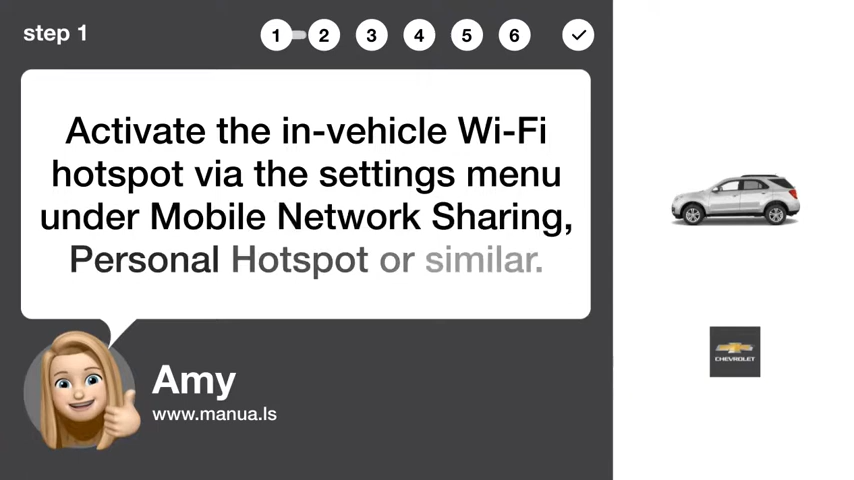 step 1
1 2 3 4 5 6
Activate the in-vehicle Wi-Fi
hotspot via the settings menu
under Mobile Network Sharing,
Personal Hotspot or similar.
Amy
www.manua.ls
CHEVROLET